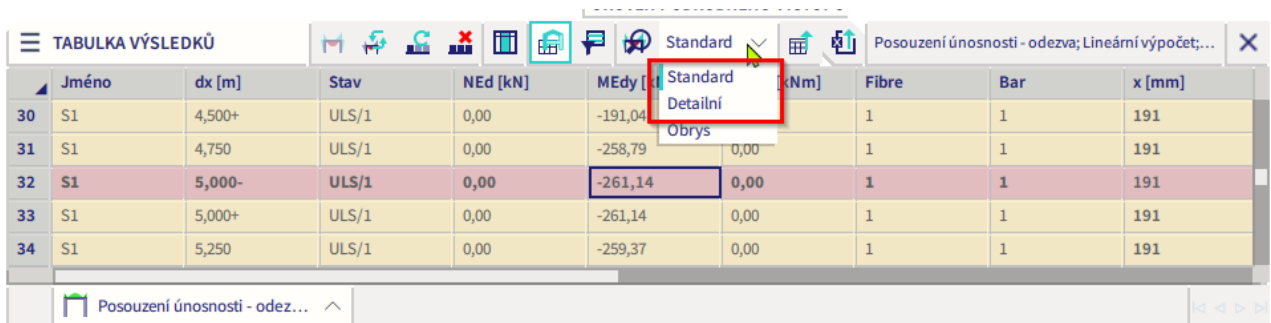 TABULKA VÝSLEDKŮ Standard Posouzení únosnosti - odezva; Lineární výpočet;...
Standard
Detailní
Obrys
Jméno dx [m] Stav NEd [kN] MEdy [ kNm] Fibre Bar x [mm]
30 S1 4,500+ ULS/1 0,00 -191,04 1 1 191
31 S1 4,750 ULS/1 0,00 -258,79 0,00 1 1 191
32 S1 5,000- ULS/1 0,00 -261,14 0,00 1 1 191
33 S1 5,000+ ULS/1 0,00 -261,14 0,00 1 1 191
34 S1 5,250 ULS/1 0,00 -259,37 0,00 1 1 191
Posouzení únosnosti - odez...